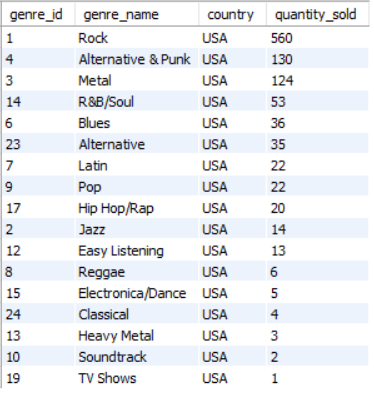 genre_id genre_name country quantity_sold
1 Rock USA 560
4 Alternative & Punk USA 130
3 Metal USA 124
14 R&B/Soul USA 53
6 Blues USA 36
23 Alternative USA 35
7 Latin USA 22
9 Pop USA 22
17 Hip Hop/Rap USA 20
2 Jazz USA 14
12 Easy Listening USA 13
8 Reggae USA 6
15 Electronica/Dance USA 5
24 Classical USA 4
13 Heavy Metal USA 3
10 Soundtrack USA 2
19 TV Shows USA 1